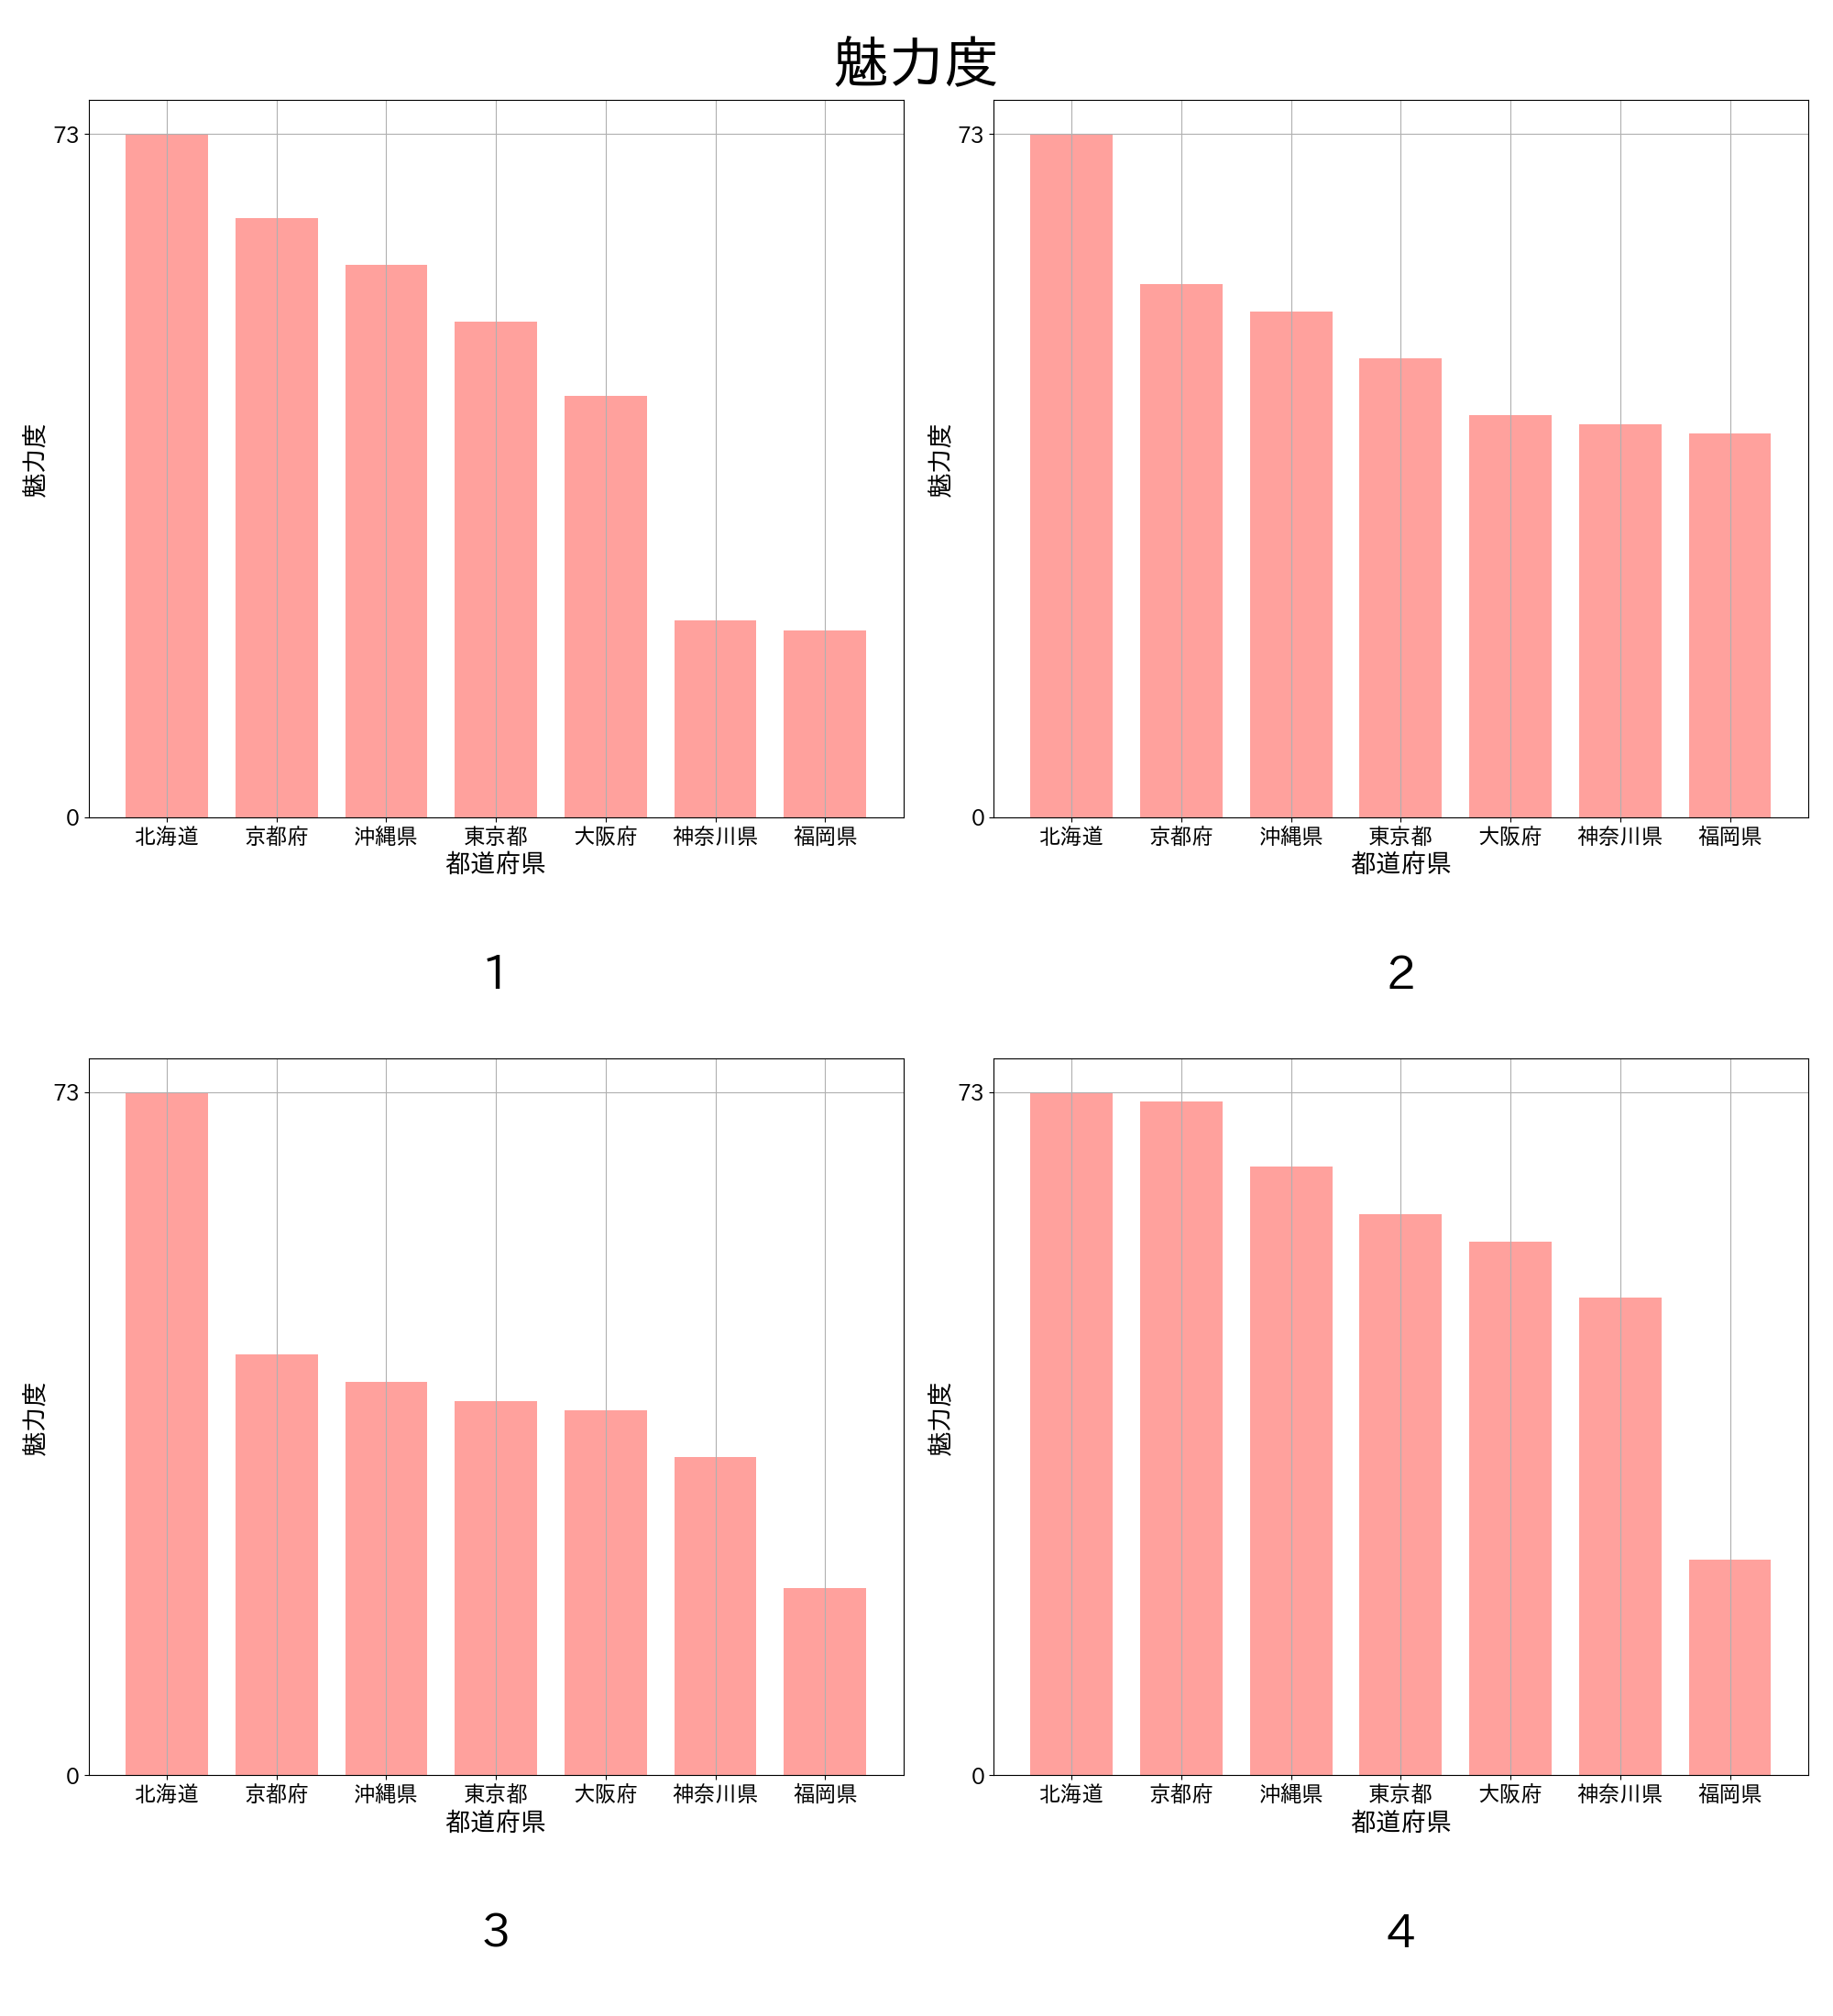 魅力度
73
73
魅力度
魅力度
0
0
北海道 京都府 沖縄県 東京都 大阪府 神奈川県 福岡県
北海道 京都府 沖縄県 東京都 大阪府 神奈川県 福岡県
都道府県
都道府県
1
2
73
73
魅力度
魅力度
0
0
北海道 京都府 沖縄県 東京都 大阪府 神奈川県 福岡県
北海道 京都府 沖縄県 東京都 大阪府 神奈川県 福岡県
都道府県
都道府県
3
4